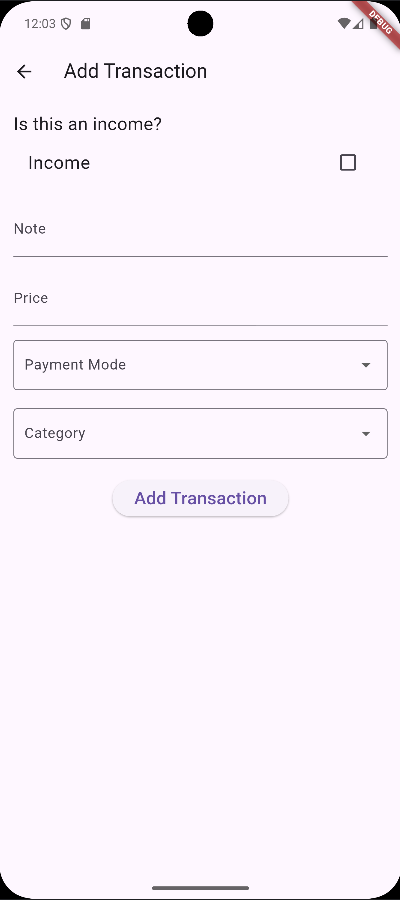 12:03
DEBUG
Add Transaction
Is this an income?
Income
Note
Price
Payment Mode
Category
Add Transaction